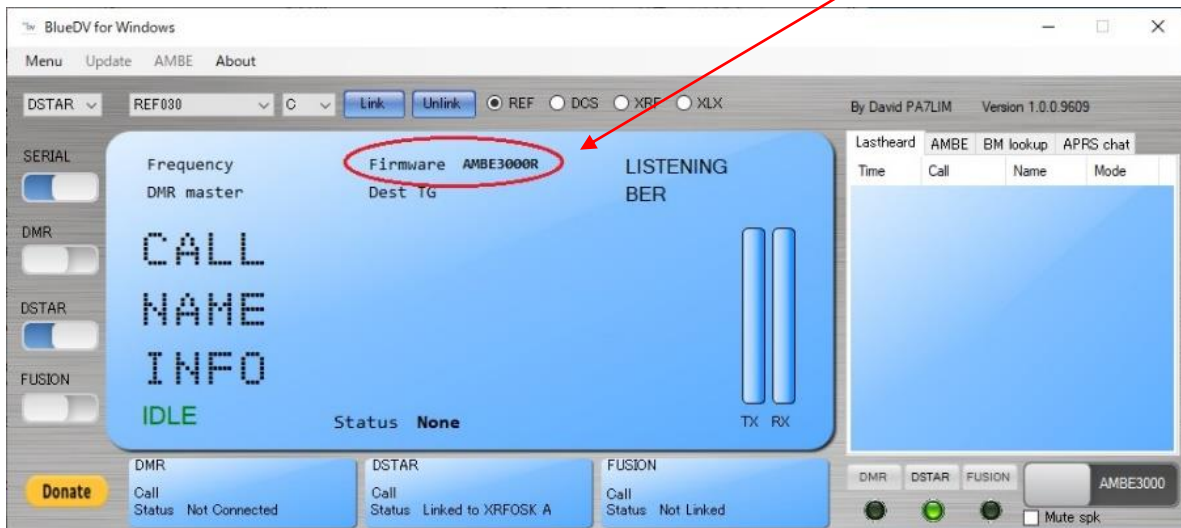 BlueDV for Windows
Menu Update AMBE About
DSTAR REF030 C Link Unlink REF DCS XRF XLX By David PA7LIM Version 1.0.0.9609
SERIAL
DMR
DSTAR
FUSION
Frequency Firmware AMBE3000R LISTENING
DMR master Dest TG BER
CALL
NAME
INFO
IDLE Status None TX RX
Lastheard AMBE BM lookup APRS chat
Time Call Name Mode
Donate
DMR
Call
Status Not Connected
DSTAR
Call
Status Linked to XRFOSK A
FUSION
Call
Status Not Linked
DMR DSTAR FUSION AMBE3000
Mute spk